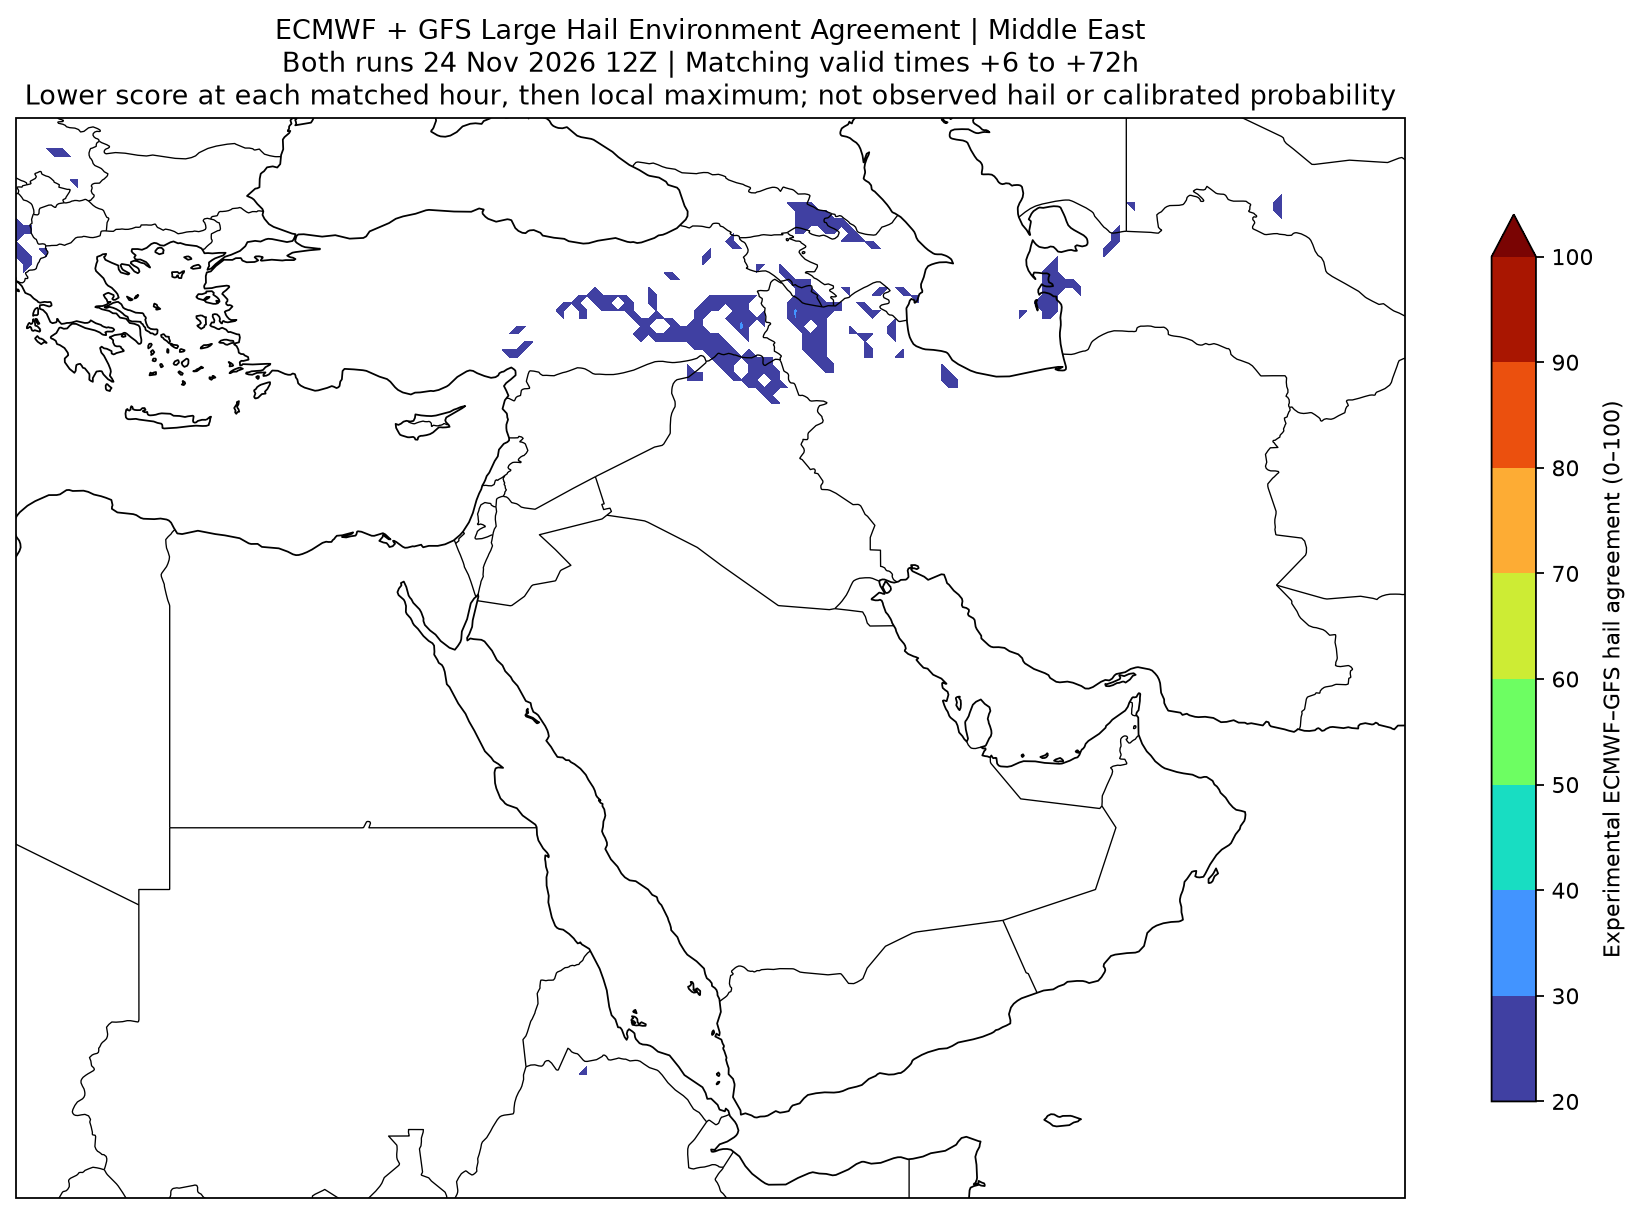 ECMWF + GFS Large Hail Environment Agreement | Middle East
Both runs 24 Nov 2026 12Z | Matching valid times +6 to +72h
Lower score at each matched hour, then local maximum; not observed hail or calibrated probability
100
90
80
70
60
50
40
30
20
Experimental ECMWF–GFS hail agreement (0–100)